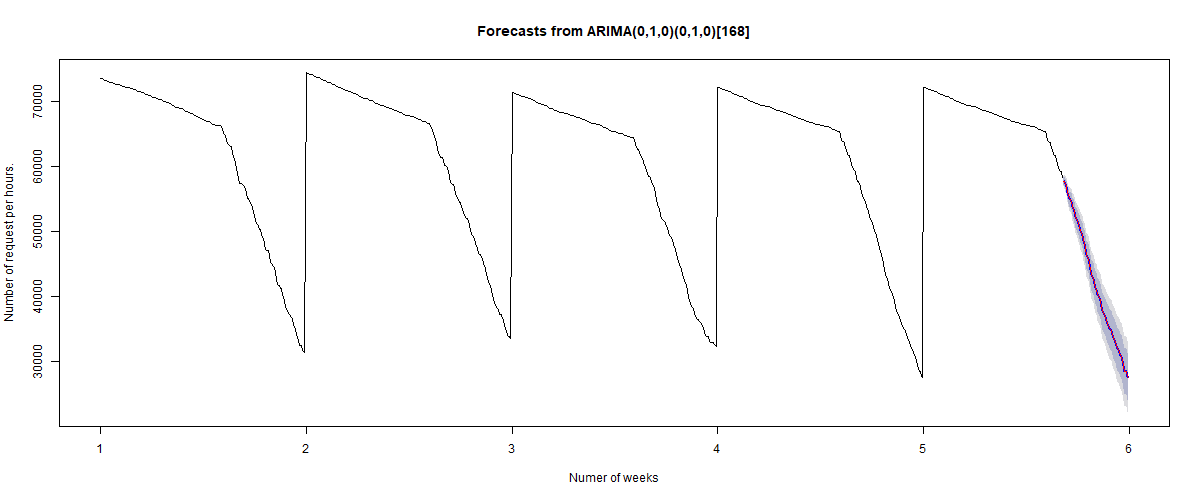 Forecasts from ARIMA(0,1,0)(0,1,0)[168]
Number of request per hours.
70000
60000
50000
40000
30000
1 2 3 4 5 6
Numer of weeks